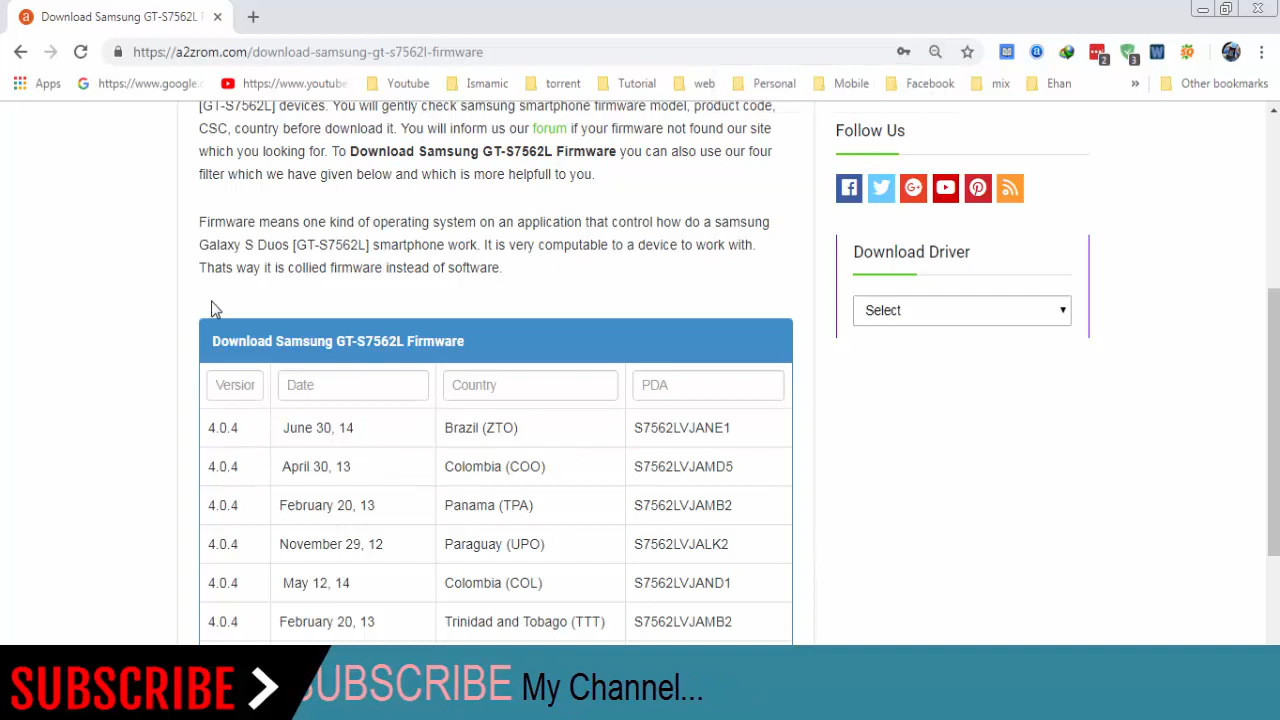 Download Samsung GT-S7562L F
https://a2zrom.com/download-samsung-gt-s7562l-firmware
2
3
W
Apps
https://www.google.
https://www.youtube
Youtube
Ismamic
torrent
Tutorial
web
Personal
Mobile
Facebook
mix
Ehan
»
Other bookmarks
[GT-S7562L] devices. You will gently check samsung smartphone firmware model, product code,
CSC, country before download it. You will inform us our forum if your firmware not found our site
which you looking for. To Download Samsung GT-S7562L Firmware you can also use our four
filter which we have given below and which is more helpfull to you.
Firmware means one kind of operating system on an application that control how do a samsung
Galaxy S Duos [GT-S7562L] smartphone work. It is very computable to a device to work with.
Thats way it is collied firmware instead of software.
Follow Us
Download Driver
Select
Download Samsung GT-S7562L Firmware
Version Date Country PDA
4.0.4 June 30, 14 Brazil (ZTO) S7562LVJANE1
4.0.4 April 30, 13 Colombia (COO) S7562LVJAMD5
4.0.4 February 20, 13 Panama (TPA) S7562LVJAMB2
4.0.4 November 29, 12 Paraguay (UPO) S7562LVJALK2
4.0.4 May 12, 14 Colombia (COL) S7562LVJAND1
4.0.4 February 20, 13 Trinidad and Tobago (TTT) S7562LVJAMB2
SUBSCRIBE
SUBSCRIBE My Channel...